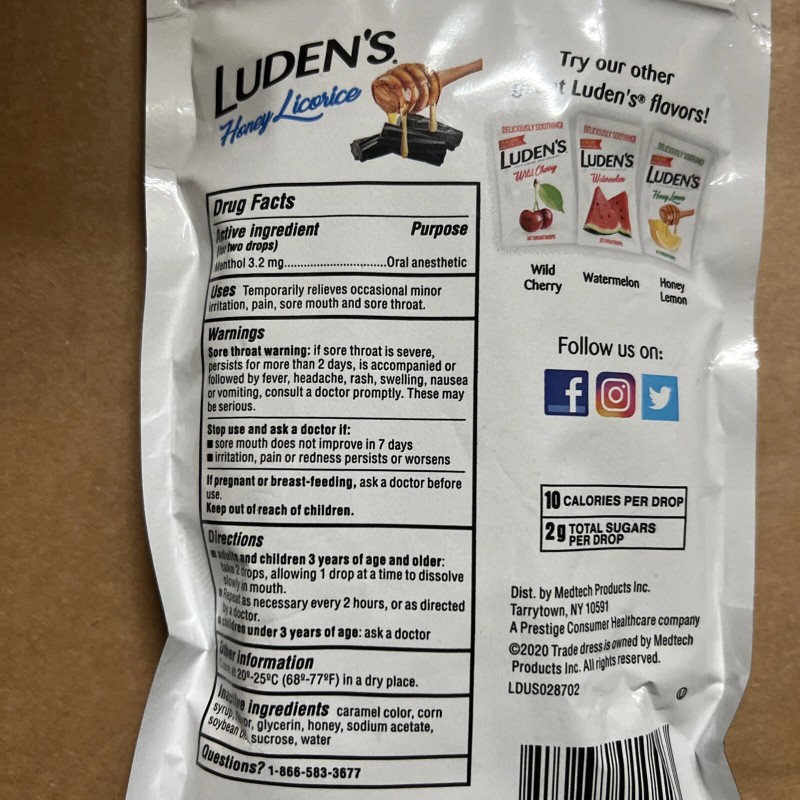 LUDEN'S.
Honey Licorice
Drug Facts
Active ingredient Purpose
(for two drops)
Menthol 3.2 mg..............................Oral anesthetic
Uses Temporarily relieves occasional minor
irritation, pain, sore mouth and sore throat.
Warnings
Sore throat warning: if sore throat is severe,
persists for more than 2 days, is accompanied or
followed by fever, headache, rash, swelling, nausea
or vomiting, consult a doctor promptly. These may
be serious.
Stop use and ask a doctor if:
■ sore mouth does not improve in 7 days
■ irritation, pain or redness persists or worsens
If pregnant or breast-feeding, ask a doctor before
use.
Keep out of reach of children.
Directions
■ adults and children 3 years of age and older:
take 2 drops, allowing 1 drop at a time to dissolve
slowly in mouth.
■ Repeat as necessary every 2 hours, or as directed
by a doctor.
■ children under 3 years of age: ask a doctor
Other information
at 20º-25ºC (68º-77ºF) in a dry place.
Inactive ingredients caramel color, corn
syrup, glycerin, honey, sodium acetate,
soybean sucrose, water
Questions? 1-866-583-3677
Try our other
great Luden's® flavors!
DELICIOUSLY SOOTHING!
LUDEN'S
Wild Cherry
DELICIOUSLY SOOTHING!
LUDEN'S
Watermelon
DELICIOUSLY SOOTHING!
LUDEN'S
Honey Lemon
Wild
Cherry
Watermelon
Honey
Lemon
Follow us on:
10 CALORIES PER DROP
2g TOTAL SUGARS
PER DROP
Dist. by Medtech Products Inc.
Tarrytown, NY 10591
A Prestige Consumer Healthcare company
©2020 Trade dress is owned by Medtech
Products Inc. All rights reserved.
LDUS028702